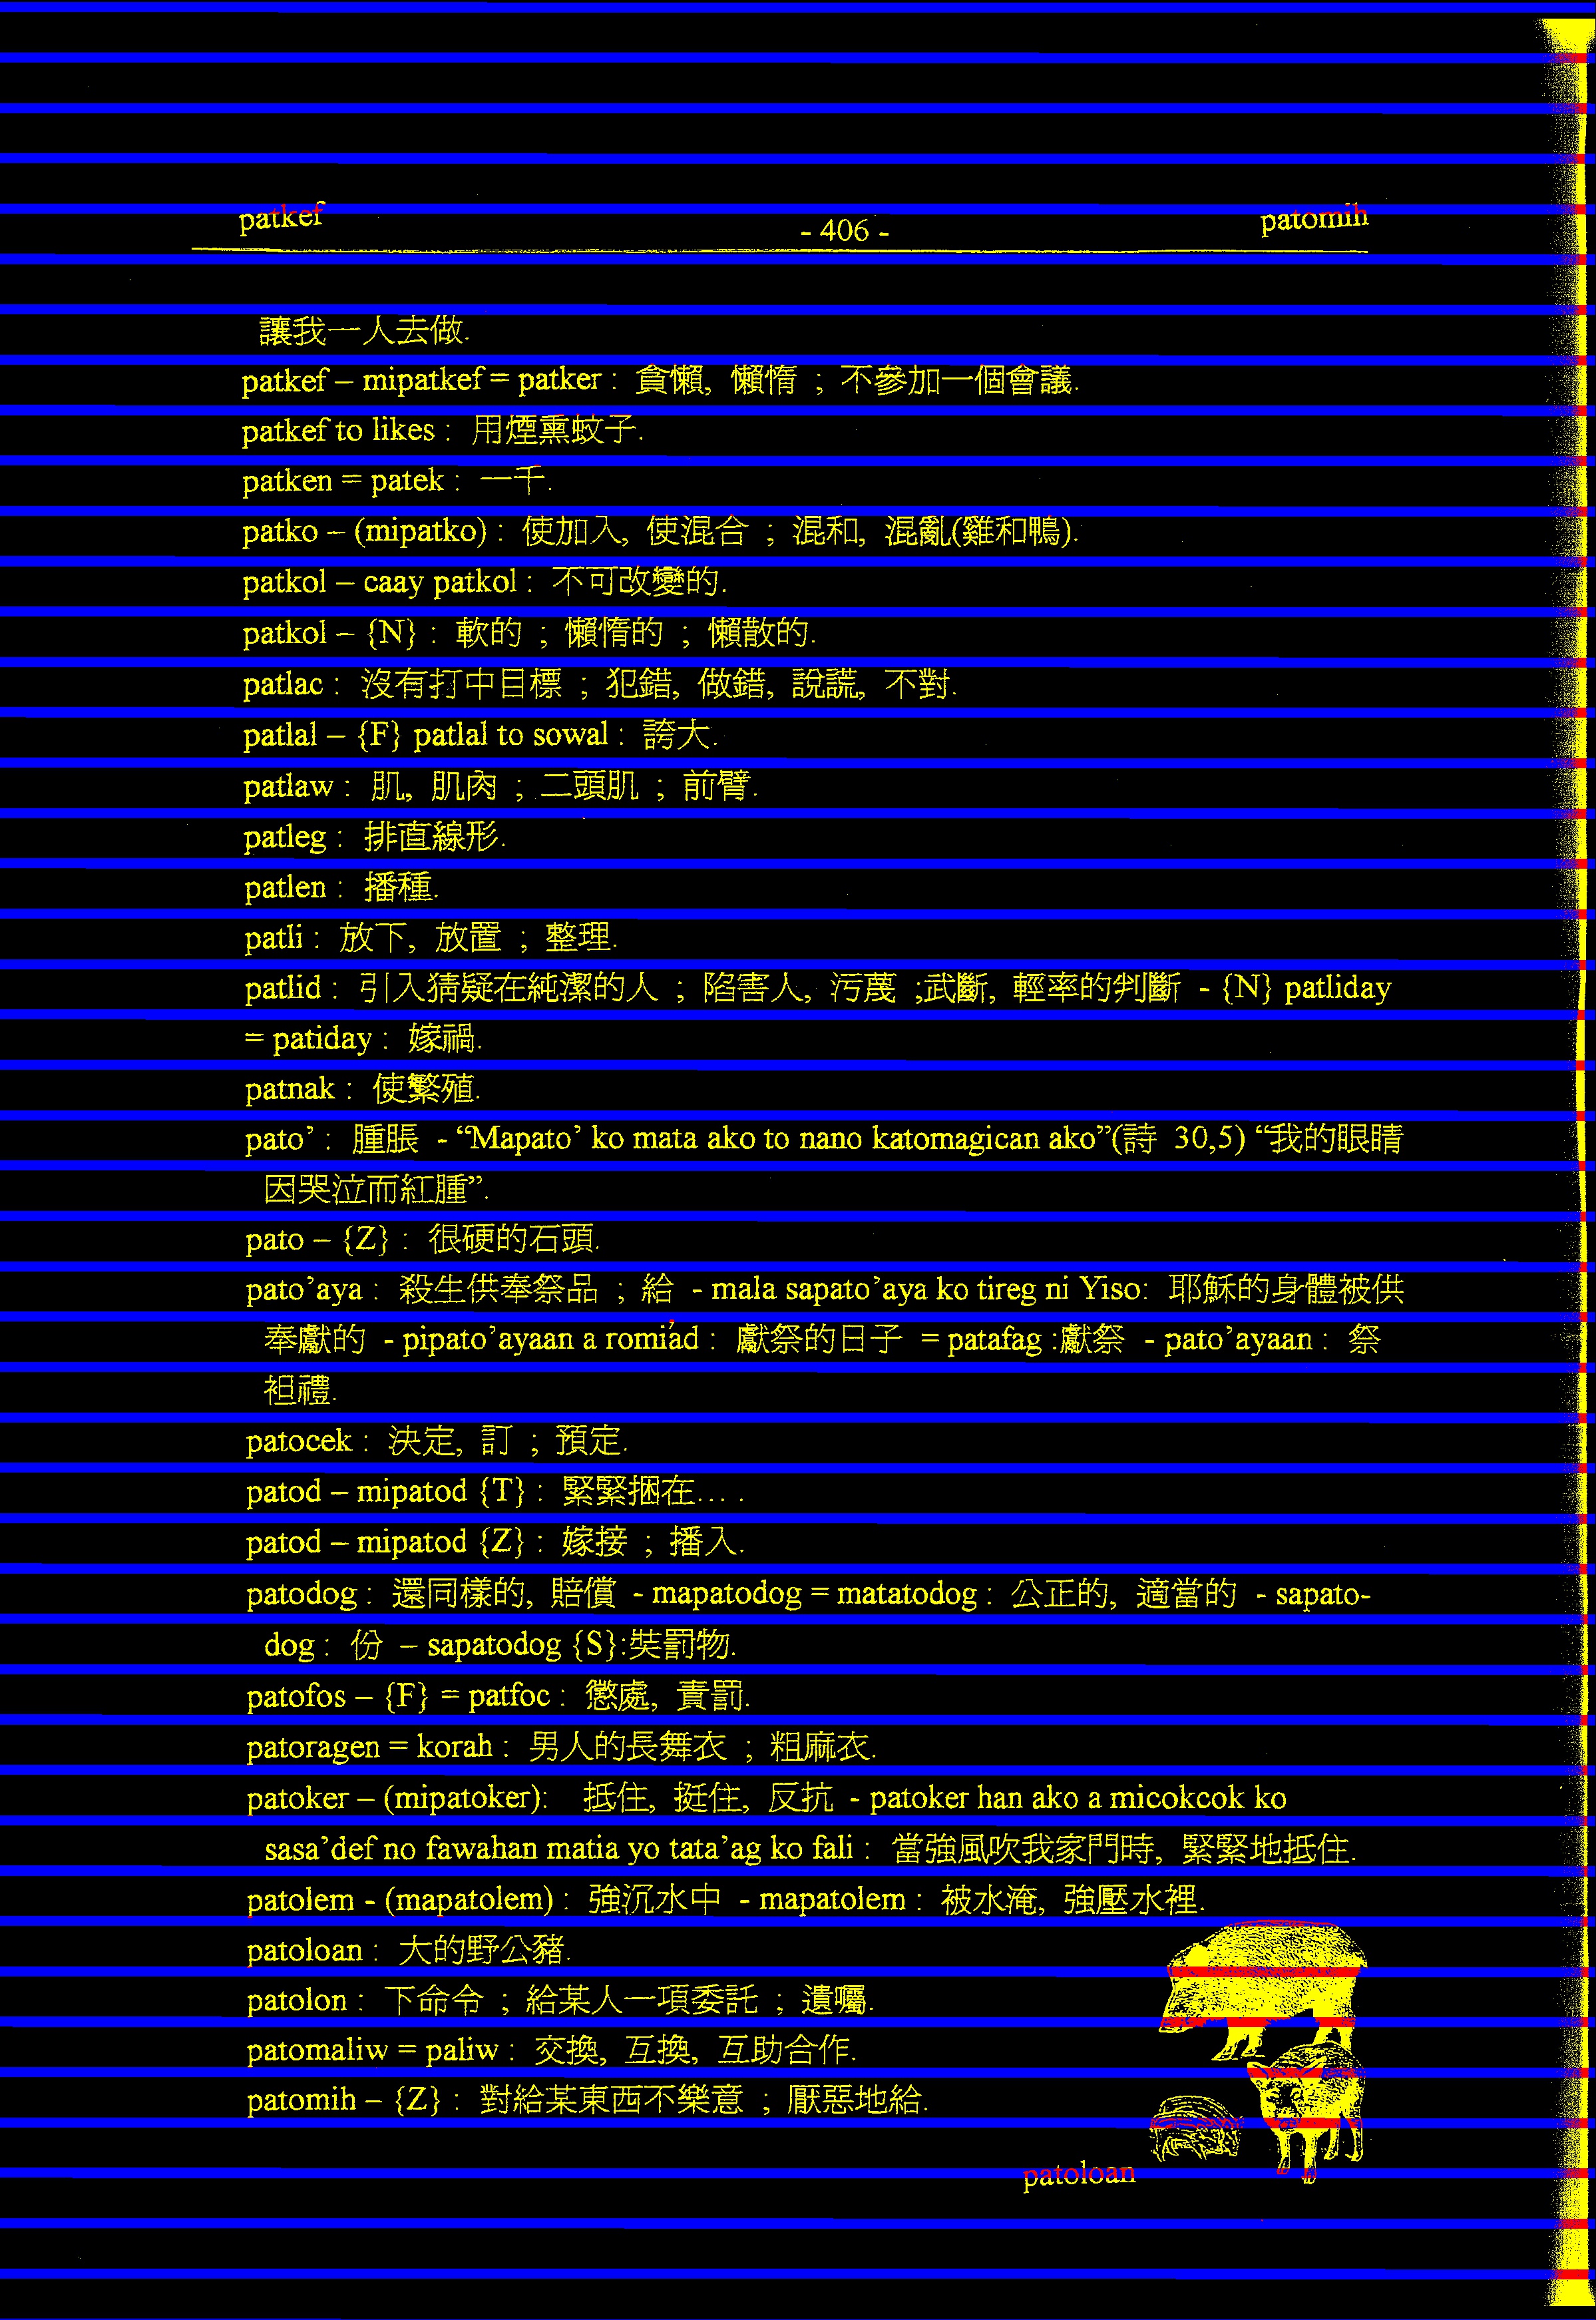 patkef
- 406 -
patomih
讓我一人去做.
patkef – mipatkef = patker : 貪懶, 懶惰 ; 不參加一個會議.
patkef to likes : 用煙熏蚊子.
patken = patek : 一千.
patko – (mipatko) : 使加入, 使混合 ; 混和, 混亂(雞和鴨).
patkol – caay patkol : 不可改變的.
patkol – {N} : 軟的 ; 懶惰的 ; 懶散的.
patlac : 沒有打中目標 ; 犯錯, 做錯, 說謊, 不對.
patlal – {F} patlal to sowal : 誇大.
patlaw : 肌, 肌肉 ; 二頭肌 ; 前臂.
patleg : 排直線形.
patlen : 播種.
patli : 放下, 放置 ; 整理.
patlid : 引入猜疑在純潔的人 ; 陷害人, 污蔑 ;武斷, 輕率的判斷 - {N} patliday
= patiday : 嫁禍.
patnak : 使繁殖.
pato’ : 腫脹 - “Mapato’ ko mata ako to nano katomagican ako”(詩 30,5) “我的眼睛
因哭泣而紅腫”.
pato – {Z} : 很硬的石頭.
pato’aya : 殺生供奉祭品 ; 給 - mala sapato’aya ko tireg ni Yiso: 耶穌的身體被供
奉獻的 - pipato’ayaan a romi’ad : 獻祭的日子 = patafag :獻祭 - pato’ayaan : 祭
袓禮.
patocek : 決定, 訂 ; 預定.
patod – mipatod {T} : 緊緊捆在... .
patod – mipatod {Z} : 嫁接 ; 播入.
patodog : 還同樣的, 賠償 - mapatodog = matatodog : 公正的, 適當的 - sapato-
dog : 份 – sapatodog {S}:奘罰物.
patofos – {F} = patfoc : 懲處, 責罰.
patoragen = korah : 男人的長舞衣 ; 粗麻衣.
patoker – (mipatoker): 抵住, 挺住, 反抗 - patoker han ako a micokcok ko
sasa’def no fawahan matia yo tata’ag ko fali : 當強風吹我家門時, 緊緊地抵住.
patolem - (mapatolem) : 強沉水中 - mapatolem : 被水淹, 強壓水裡.
patoloan : 大的野公豬.
patolon : 下命令 ; 給某人一項委託 ; 遺囑.
patomaliw = paliw : 交換, 互換, 互助合作.
patomih – {Z} : 對給某東西不樂意 ; 厭惡地給.
patoloan